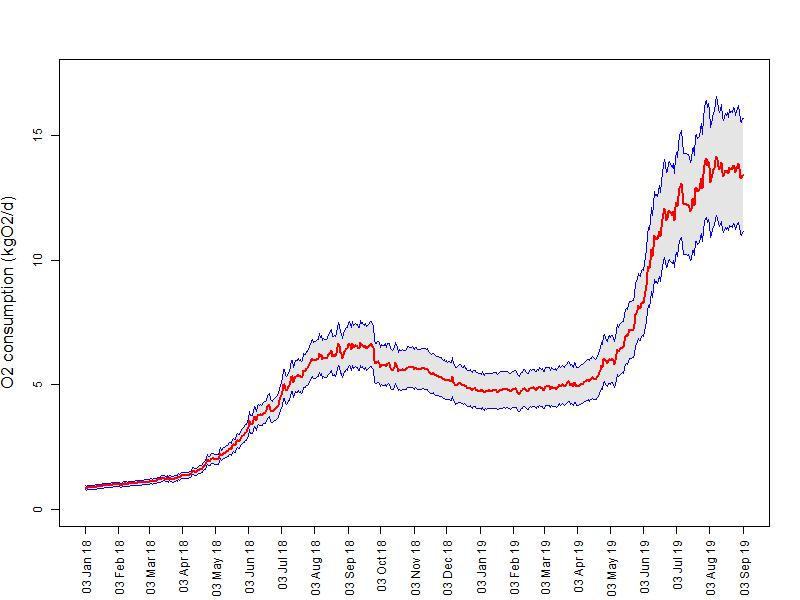 O2 consumption (kgO2/d)
15
10
5
0
03 Jan 18
03 Feb 18
03 Mar 18
03 Apr 18
03 May 18
03 Jun 18
03 Jul 18
03 Aug 18
03 Sep 18
03 Oct 18
03 Nov 18
03 Dec 18
03 Jan 19
03 Feb 19
03 Mar 19
03 Apr 19
03 May 19
03 Jun 19
03 Jul 19
03 Aug 19
03 Sep 19